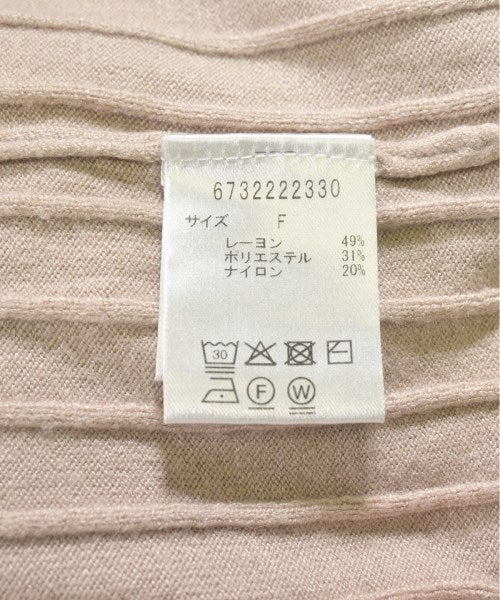 6732222330
サイズ F
レーヨン 49%
ポリエステル 31%
ナイロン 20%
30
F W